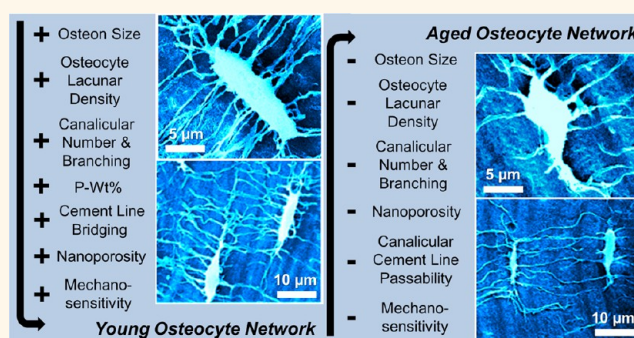 + Osteon Size
+ Osteocyte
Lacunar
Density
+ Canalicular
Number &
Branching
+ P-Wt%
+ Cement Line
Bridging
+ Nanoporosity
+ Mechano-
sensitivity
5 µm
10 µm
Young Osteocyte Network
Aged Osteocyte Network
- Osteon Size
- Osteocyte
Lacunar
Density
- Canalicular
Number &
Branching
- Nanoporosity
- Canalicular
Cement Line
Passability
- Mechano-
sensitivity
5 µm
10 µm